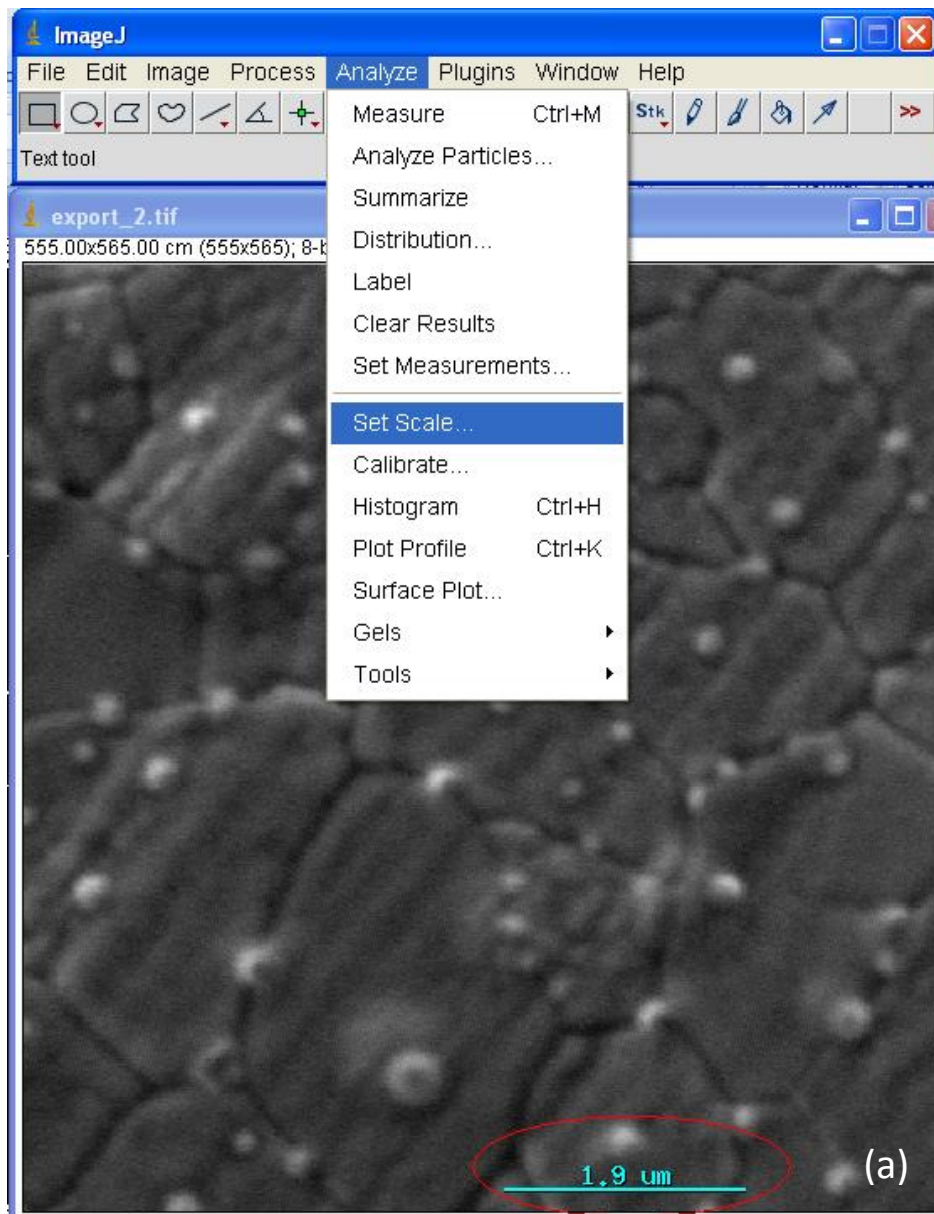 ImageJ
File Edit Image Process Analyze Plugins Window Help
Stk >>
Text tool
Measure Ctrl+M
Analyze Particles...
Summarize
Distribution...
Label
Clear Results
Set Measurements...
Set Scale...
Calibrate...
Histogram Ctrl+H
Plot Profile Ctrl+K
Surface Plot...
Gels
Tools
export_2.tif
555.00x565.00 cm (555x565); 8-b
1.9 um
(a)